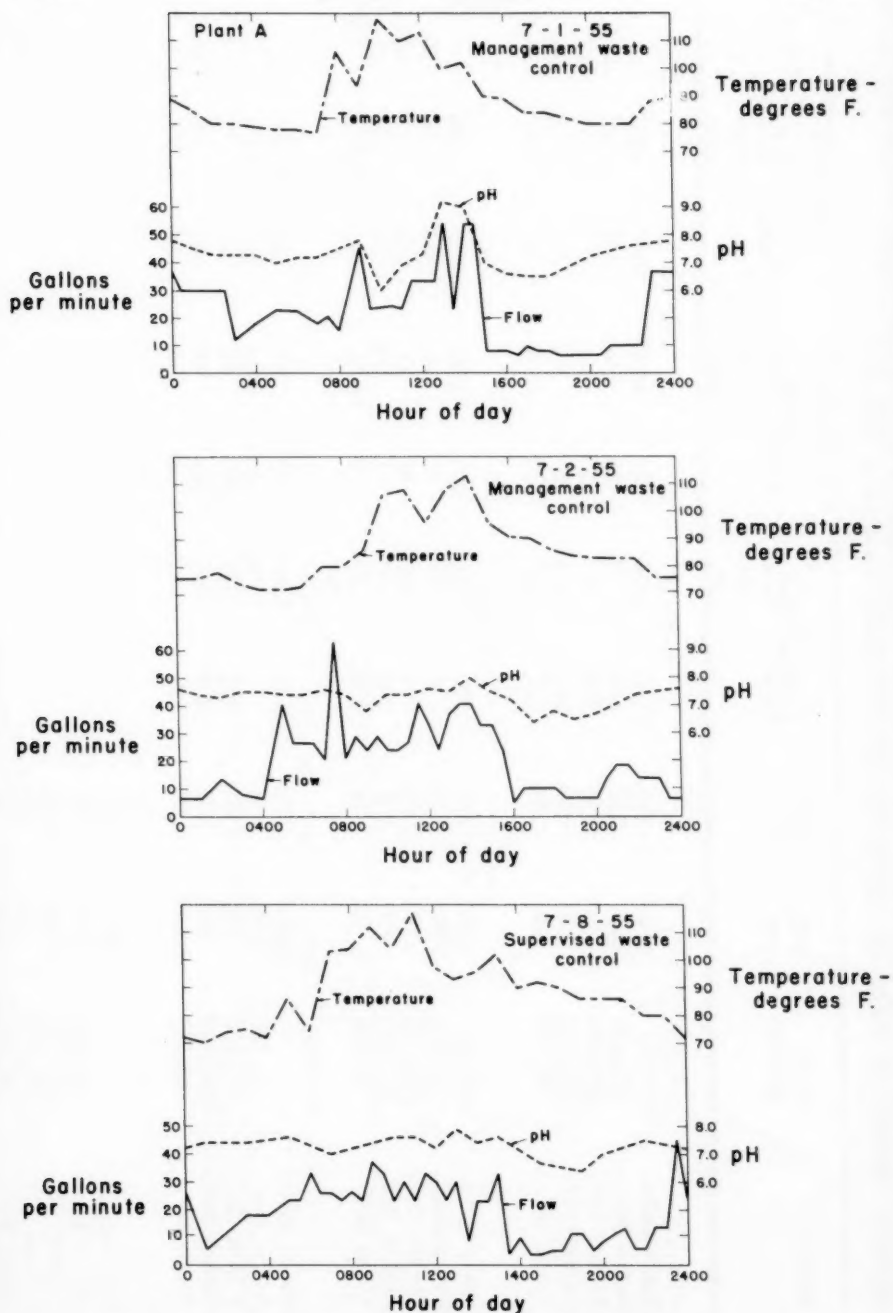 Plant A
7-1-55
Management waste
control
110
100
90
80
70
Temperature -
degrees F.
Temperature
pH
60
50
40
30
20
10
0
9.0
8.0
7.0
6.0
pH
Gallons
per minute
Flow
0 0400 0800 1200 1600 2000 2400
Hour of day
7-2-55
Management waste
control
110
100
90
80
70
Temperature -
degrees F.
Temperature
pH
60
50
40
30
20
10
0
9.0
8.0
7.0
6.0
pH
Gallons
per minute
Flow
0 0400 0800 1200 1600 2000 2400
Hour of day
7-8-55
Supervised waste
control
110
100
90
80
70
Temperature -
degrees F.
Temperature
pH
50
40
30
20
10
0
8.0
7.0
6.0
pH
Gallons
per minute
Flow
0 0400 0800 1200 1600 2000 2400
Hour of day